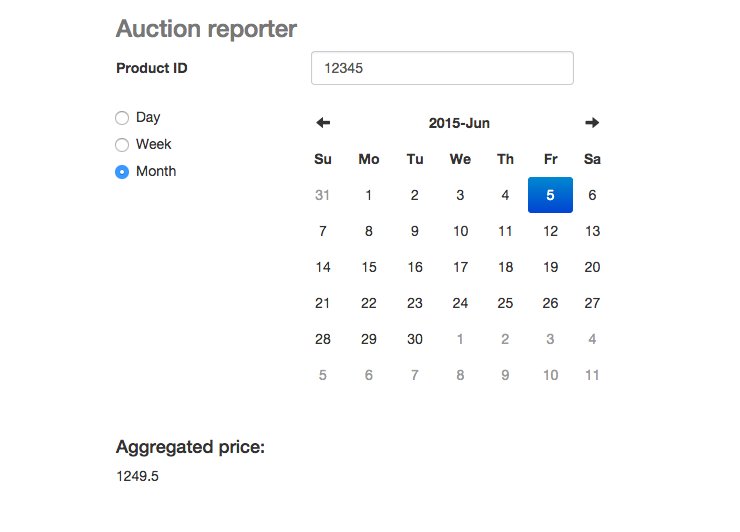 Auction reporter
Product ID 12345
Day
Week
Month
2015-Jun
Su Mo Tu We Th Fr Sa
31 1 2 3 4 5 6
7 8 9 10 11 12 13
14 15 16 17 18 19 20
21 22 23 24 25 26 27
28 29 30 1 2 3 4
5 6 7 8 9 10 11
Aggregated price:
1249.5